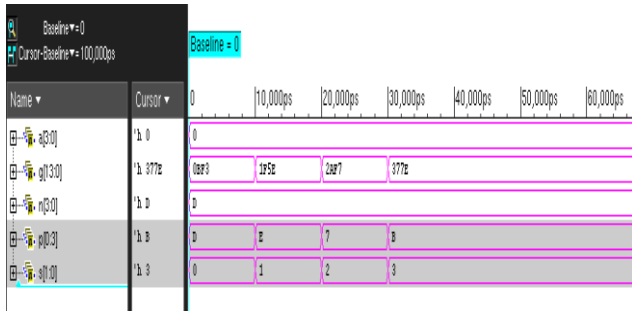 Baseline▼=0
Cursor-Baseline▼=100,000ps
Baseline = 0
Name▼ Cursor▼ 0 10,000ps 20,000ps 30,000ps 40,000ps 50,000ps 60,000ps
a[3:0] 'h 0 0
g[13:0] 'h 377E 0BF3 1F5E 2AF7 377E
n[3:0] 'h D D
p[0:3] 'h B D E 7 B
s[1:0] 'h 3 0 1 2 3